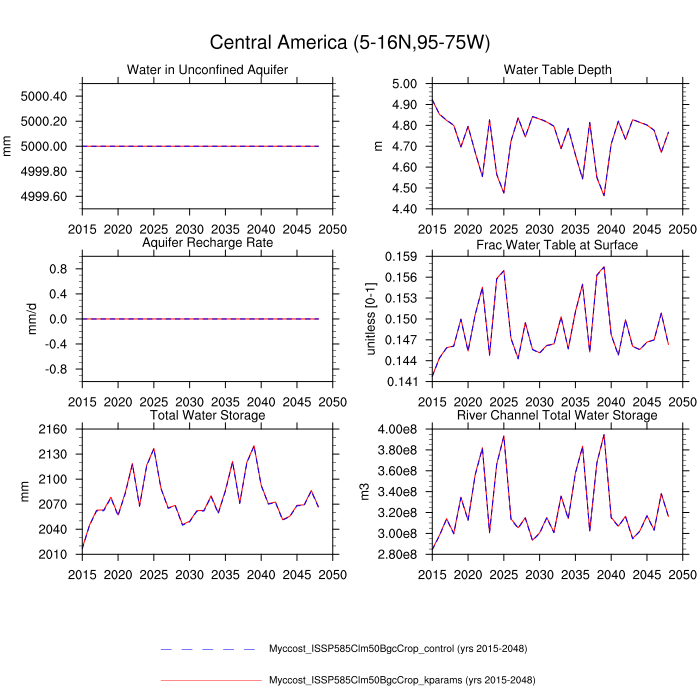 Central America (5-16N,95-75W)
Water in Unconfined Aquifer
5000.40
5000.20
5000.00
4999.80
4999.60
mm
2015 2020 2025 2030 2035 2040 2045 2050
Water Table Depth
5.00
4.90
4.80
4.70
4.60
4.50
4.40
m
2015 2020 2025 2030 2035 2040 2045 2050
Aquifer Recharge Rate
0.8
0.4
0.0
-0.4
-0.8
mm/d
2015 2020 2025 2030 2035 2040 2045 2050
Frac Water Table at Surface
0.159
0.156
0.153
0.150
0.147
0.144
0.141
unitless [0-1]
2015 2020 2025 2030 2035 2040 2045 2050
Total Water Storage
2160
2130
2100
2070
2040
2010
mm
2015 2020 2025 2030 2035 2040 2045 2050
River Channel Total Water Storage
4.00e8
3.80e8
3.60e8
3.40e8
3.20e8
3.00e8
2.80e8
m3
2015 2020 2025 2030 2035 2040 2045 2050
Myccost_ISSP585Clm50BgcCrop_control (yrs 2015-2048)
Myccost_ISSP585Clm50BgcCrop_kparams (yrs 2015-2048)